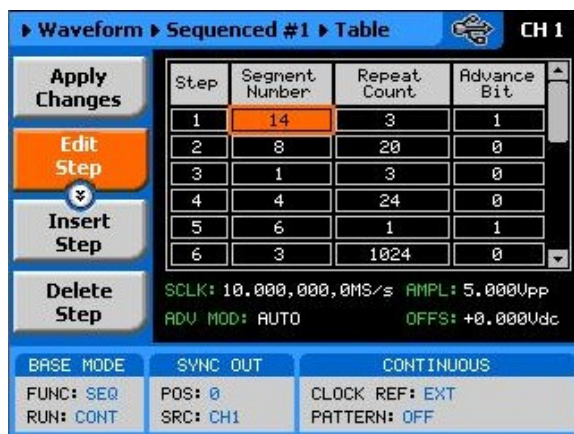 Waveform Sequenced #1 Table CH 1
Apply Changes
Edit Step
Insert Step
Delete Step
Step Segment Number Repeat Count Advance Bit
1 14 3 1
2 8 20 0
3 1 3 0
4 4 24 0
5 6 1 1
6 3 1024 0
SCLK: 10.000,000,0MS/s AMPL: 5.000Vpp
ADV MOD: AUTO OFFS: +0.000Vdc
BASE MODE SYNC OUT CONTINUOUS
FUNC: SEQ POS: 0 CLOCK REF: EXT
RUN: CONT SRC: CH1 PATTERN: OFF